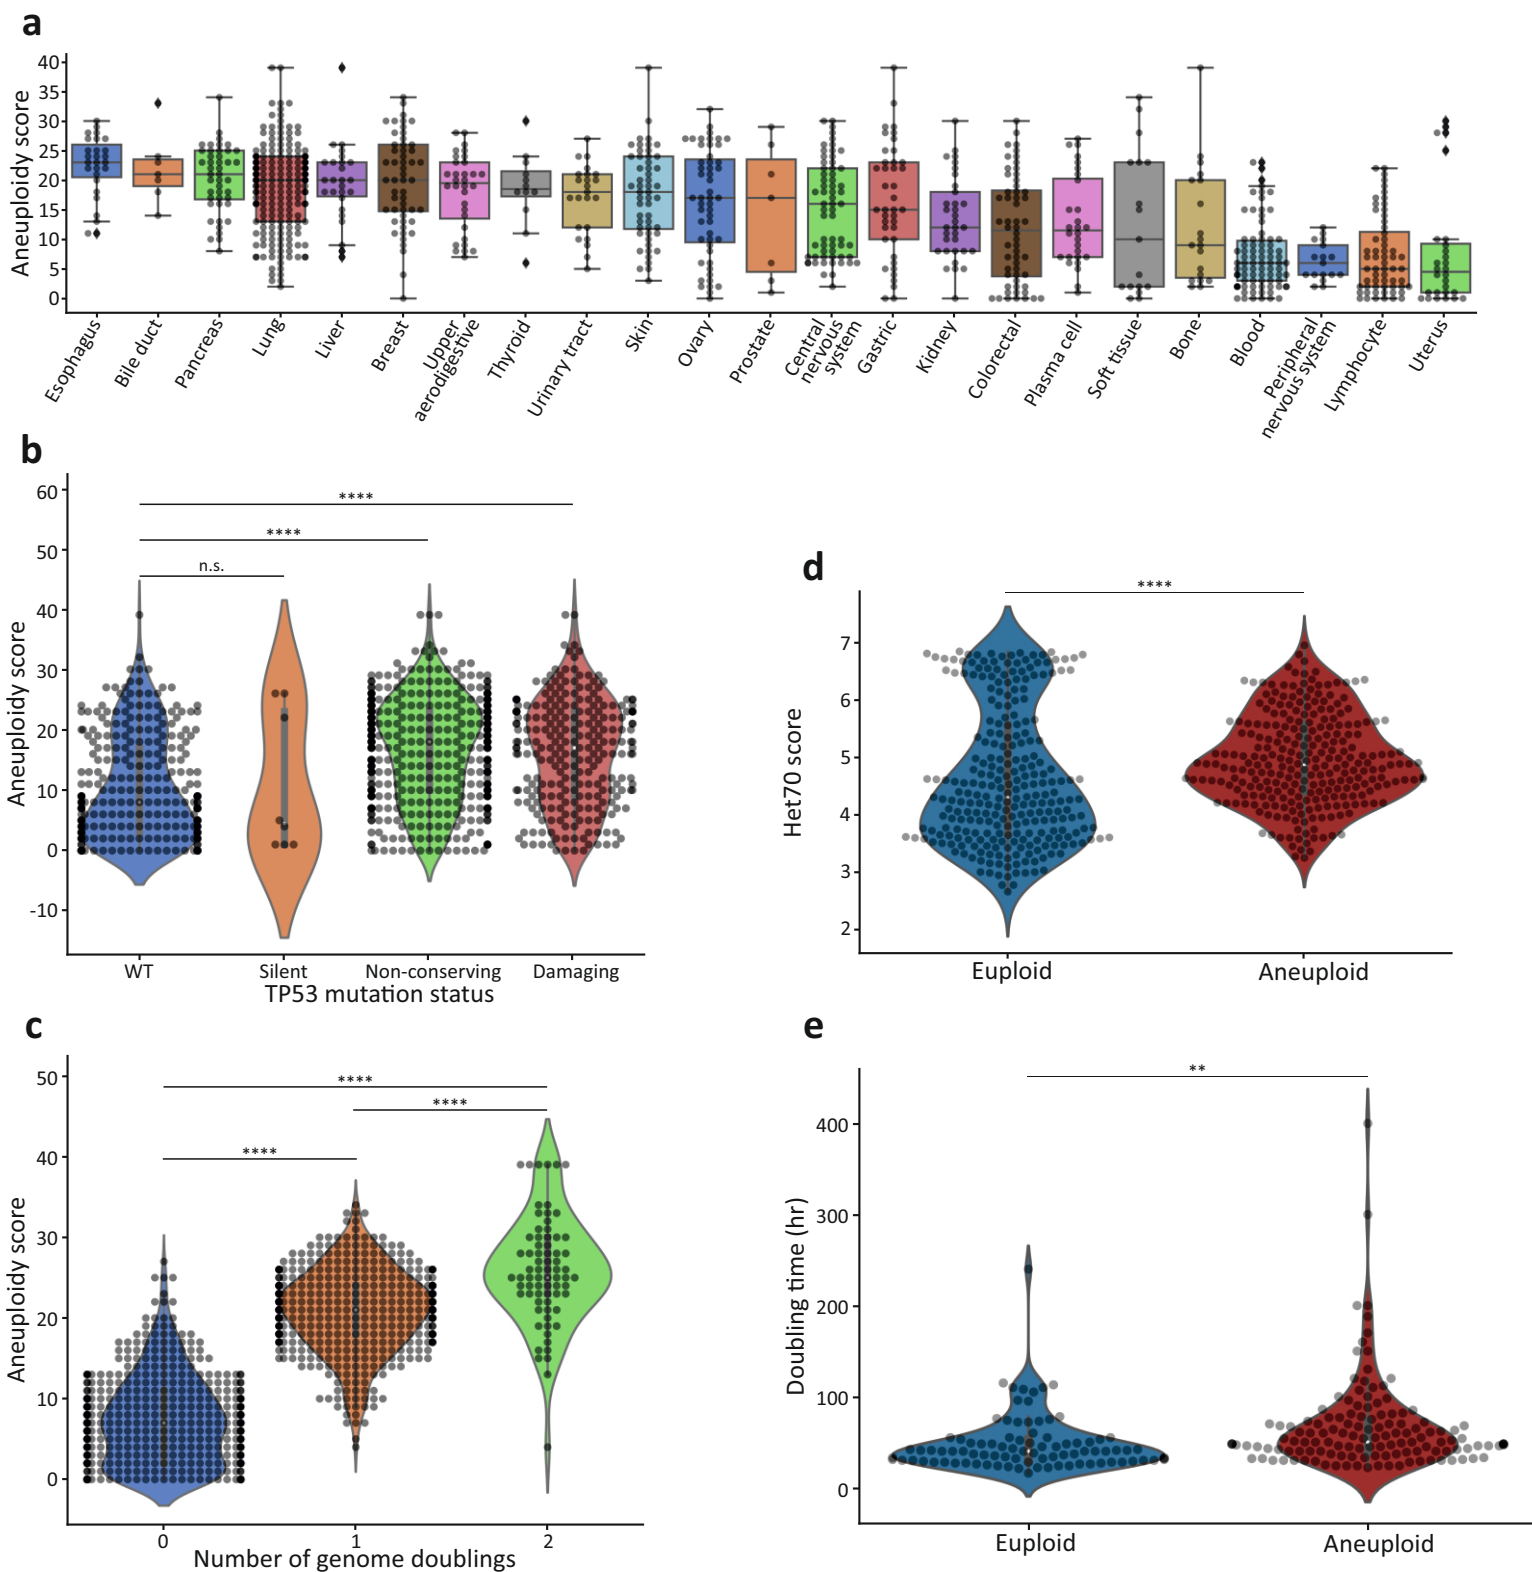 a
Aneuploidy score
40
35
30
25
20
15
10
5
0
Esophagus
Bile duct
Pancreas
Lung
Liver
Breast
Upper
aerodigestive
Thyroid
Urinary tract
Skin
Ovary
Prostate
Central
nervous
system
Gastric
Kidney
Colorectal
Plasma cell
Soft tissue
Bone
Blood
Peripheral
nervous system
Lymphocyte
Uterus
b
Aneuploidy score
60
50
40
30
20
10
0
-10
****
****
n.s.
WT
Silent
Non-conserving
Damaging
TP53 mutation status
c
Aneuploidy score
50
40
30
20
10
0
****
****
****
0
1
2
Number of genome doublings
d
Het70 score
7
6
5
4
3
2
****
Euploid
Aneuploid
e
Doubling time (hr)
400
300
200
100
0
**
Euploid
Aneuploid